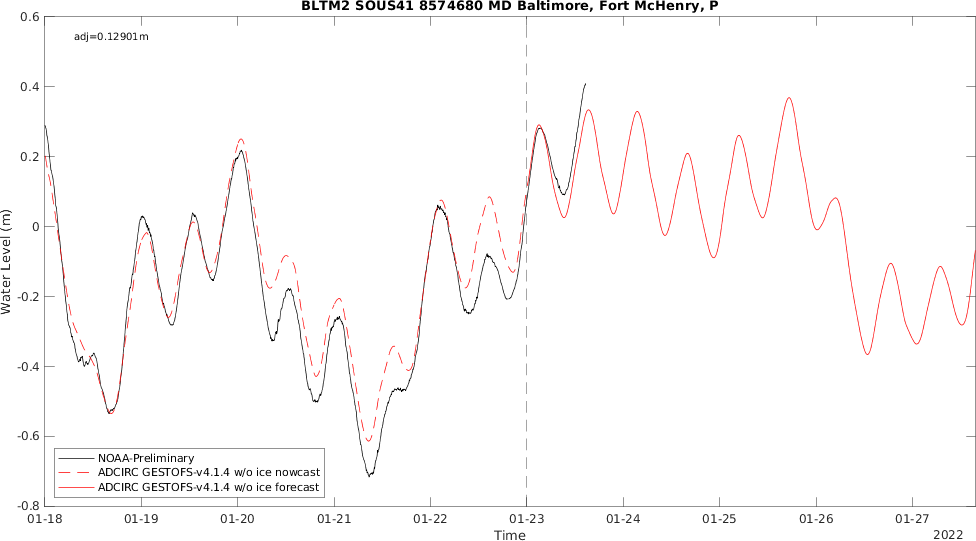 BLTM2 SOUS41 8574680 MD Baltimore, Fort McHenry, P
adj=0.12901m
0.6
0.4
0.2
0
-0.2
-0.4
-0.6
-0.8
Water Level (m)
NOAA-Preliminary
ADCIRC GESTOFS-v4.1.4 w/o ice nowcast
ADCIRC GESTOFS-v4.1.4 w/o ice forecast
01-18 01-19 01-20 01-21 01-22 01-23 01-24 01-25 01-26 01-27
Time
2022